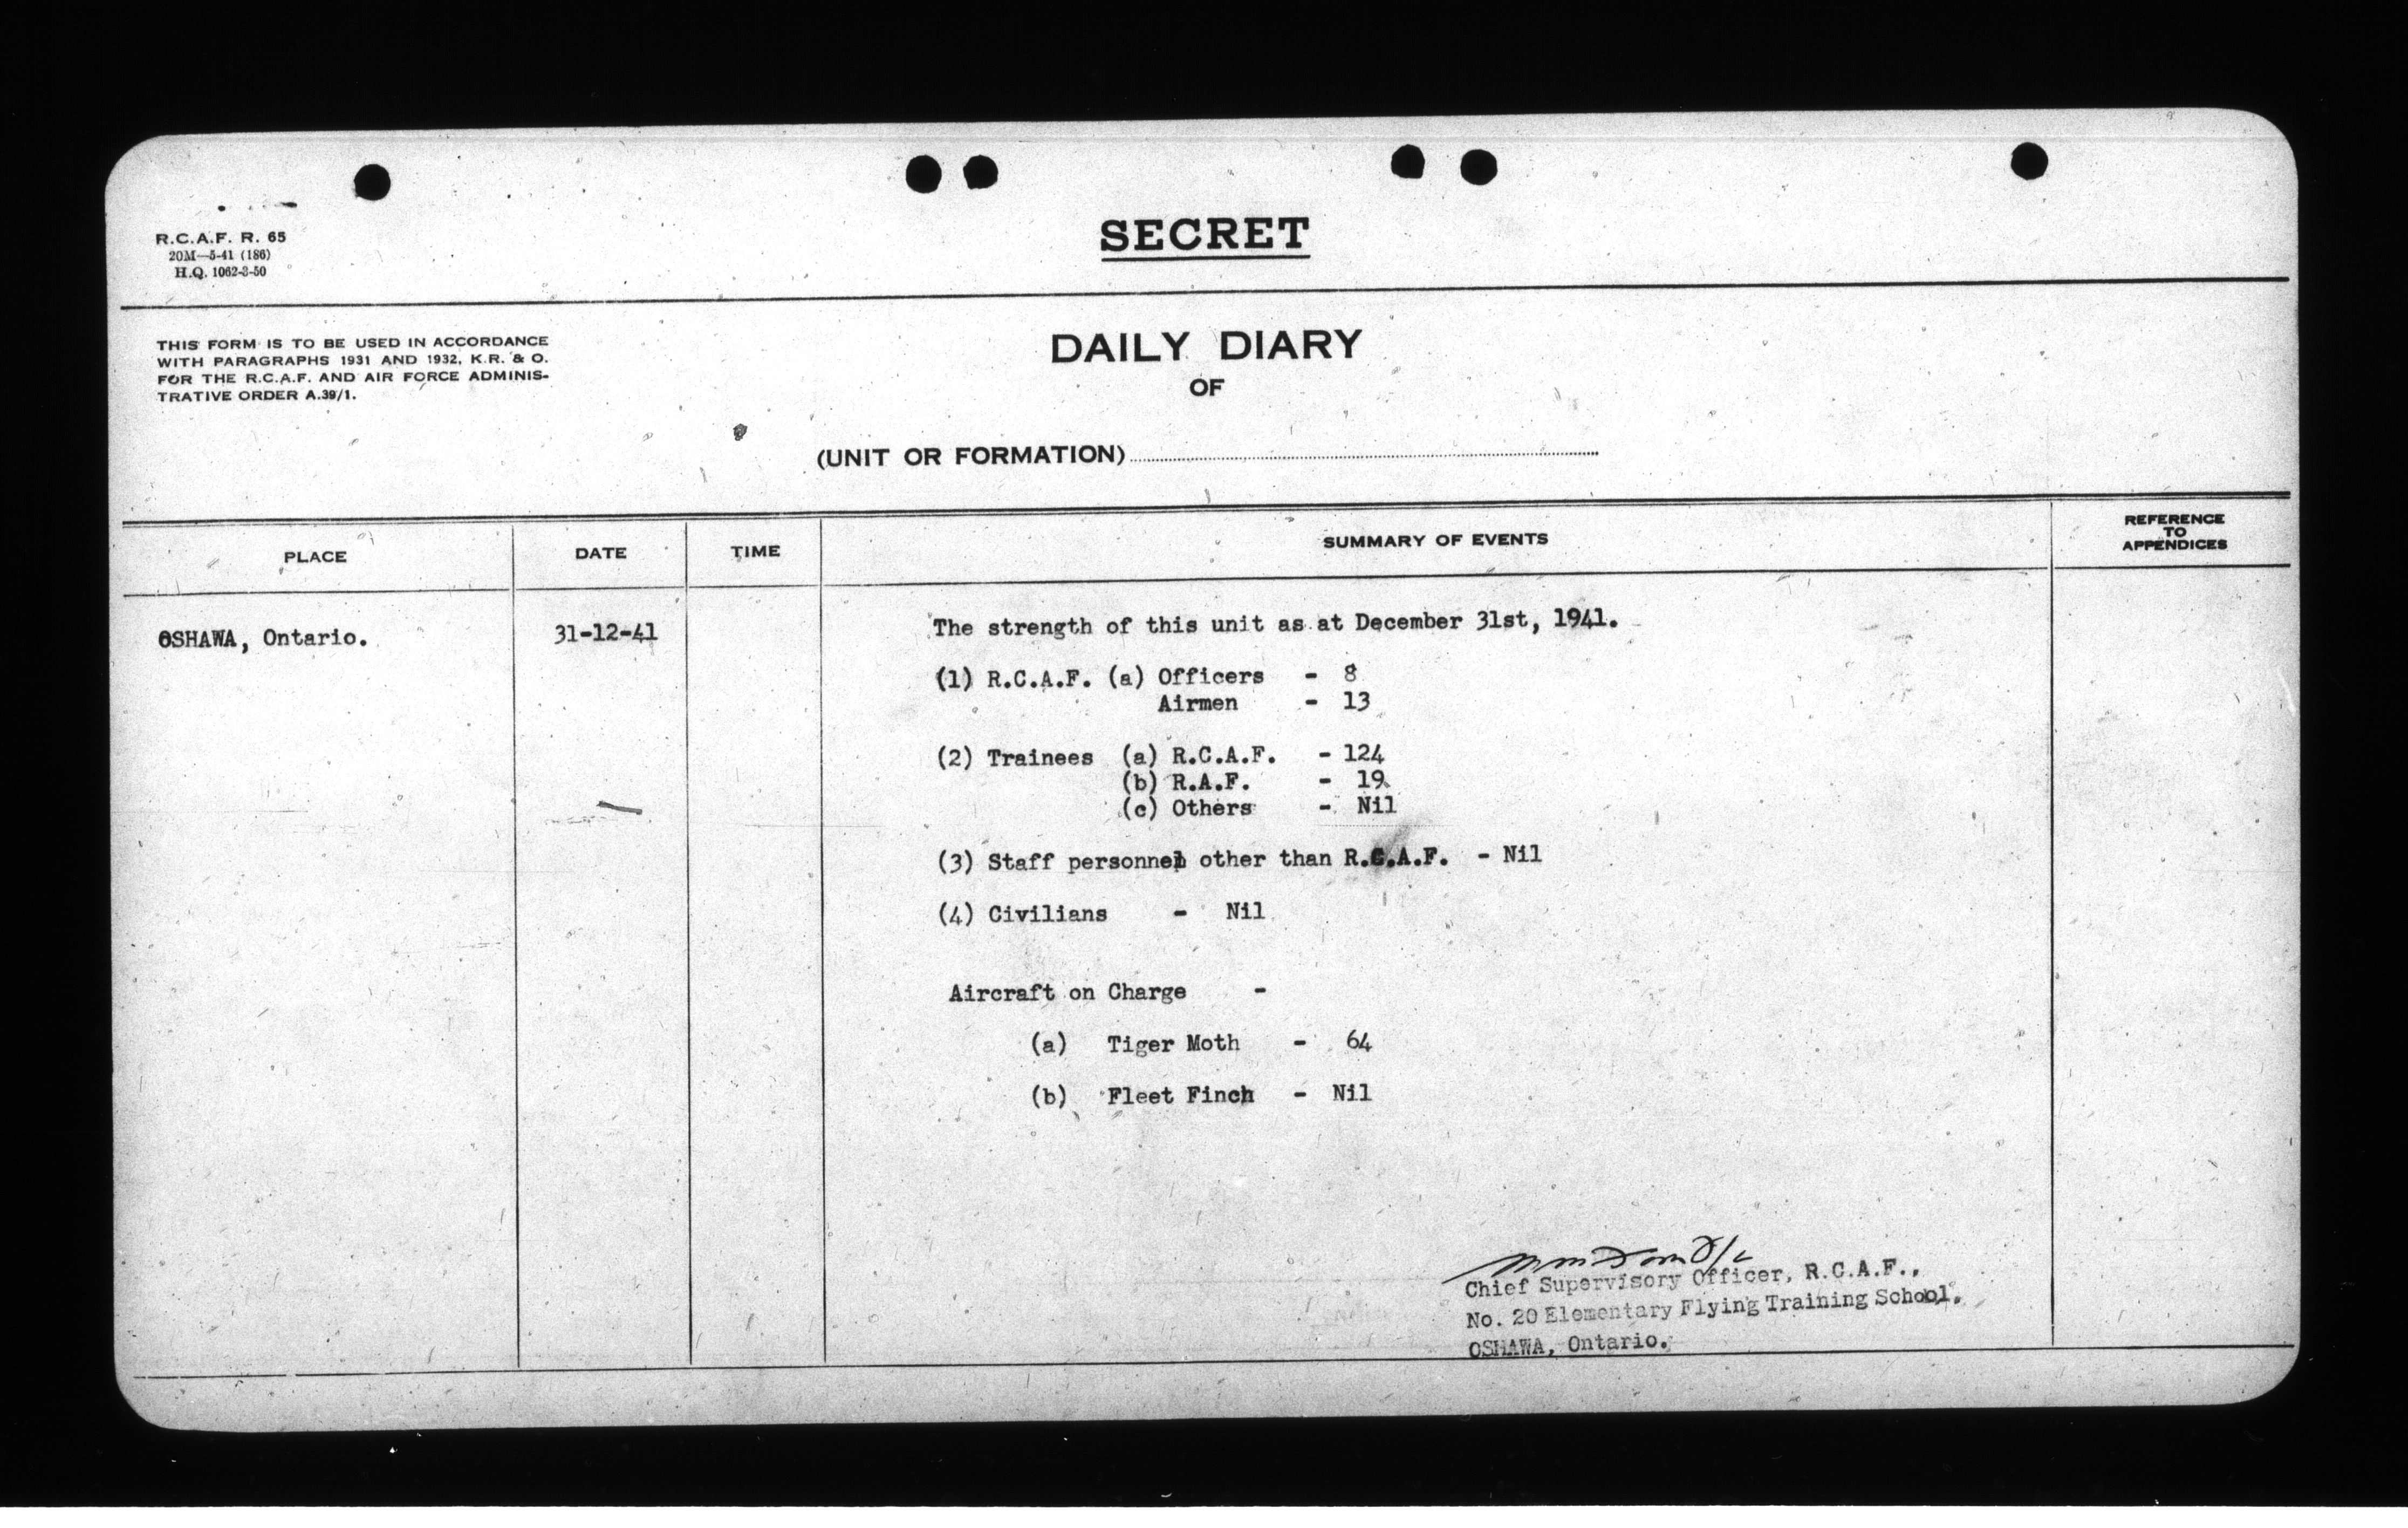 R.C.A.F. R. 65
20M—5-41 (186)
H.Q. 1062-3-50
SECRET
THIS FORM IS TO BE USED IN ACCORDANCE
WITH PARAGRAPHS 1931 AND 1932, K.R. & O.
FOR THE R.C.A.F. AND AIR FORCE ADMINIS-
TRATIVE ORDER A.39/1.
DAILY DIARY
OF
(UNIT OR FORMATION)
PLACE DATE TIME SUMMARY OF EVENTS REFERENCE TO APPENDICES
OSHAWA, Ontario. 31-12-41 The strength of this unit as at December 31st, 1941.
(1) R.C.A.F. (a) Officers - 8
Airmen - 13
(2) Trainees (a) R.C.A.F. - 124
(b) R.A.F. - 19
(c) Others - Nil
(3) Staff personnel other than R.C.A.F. - Nil
(4) Civilians - Nil
Aircraft on Charge -
(a) Tiger Moth - 64
(b) Fleet Finch - Nil
Chief Supervisory Officer, R.C.A.F.,
No. 20 Elementary Flying Training School,
OSHAWA, Ontario.